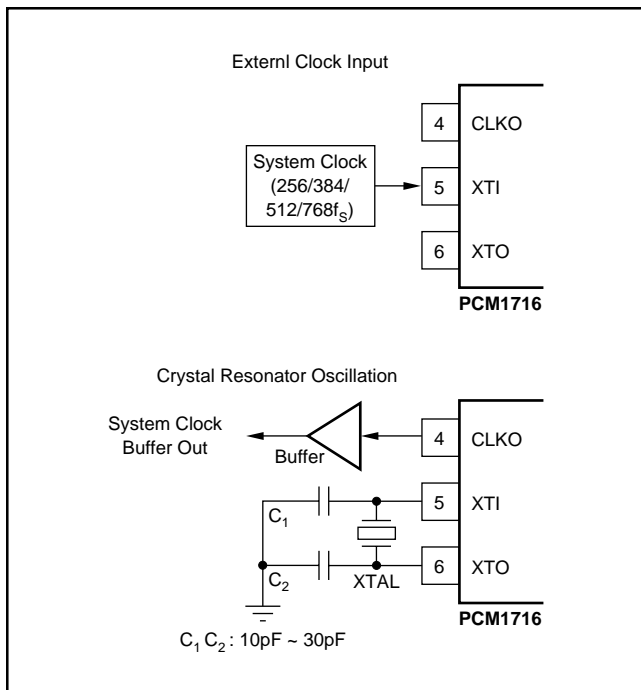 Externl Clock Input
4 CLKO
System Clock
(256/384/
512/768fS)
5 XTI
6 XTO
PCM1716
Crystal Resonator Oscillation
System Clock
Buffer Out
Buffer
4 CLKO
C1
5 XTI
C2
XTAL
6 XTO
PCM1716
C1 C2 : 10pF ~ 30pF